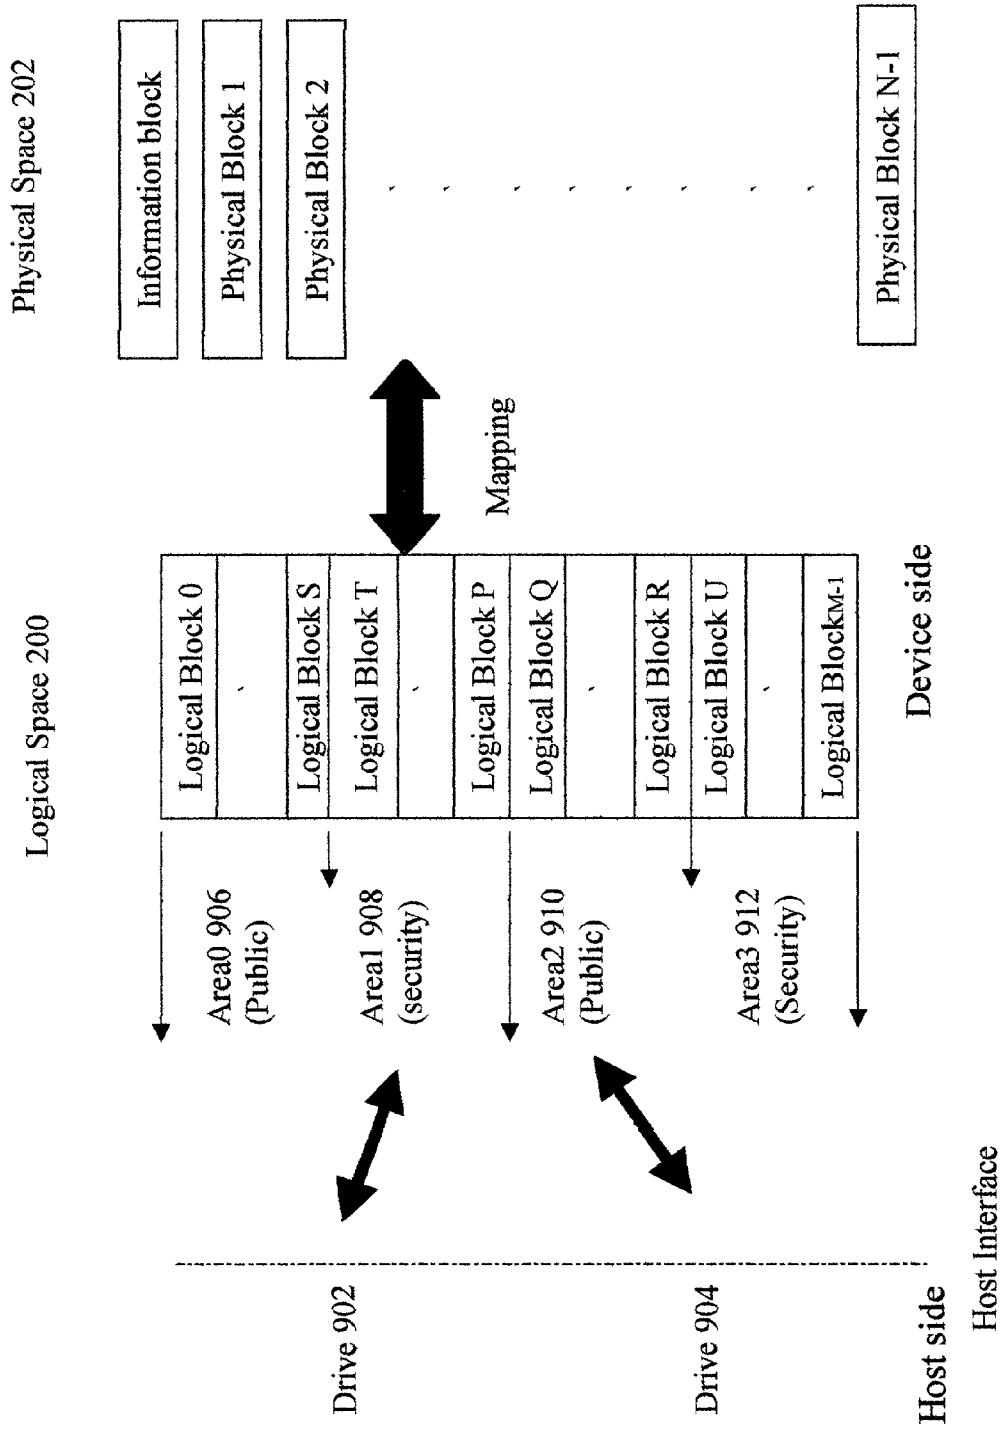 Physical Space 202
Information block
Physical Block 1
Physical Block 2
Physical Block N-1
Mapping
Logical Space 200
Logical Block 0
Logical Block S
Logical Block T
Logical Block P
Logical Block Q
Logical Block R
Logical Block U
Logical BlockM-1
Device side
Area0 906
(Public)
Area1 908
(security)
Area2 910
(Public)
Area3 912
(Security)
Drive 902
Drive 904
Host side
Host Interface